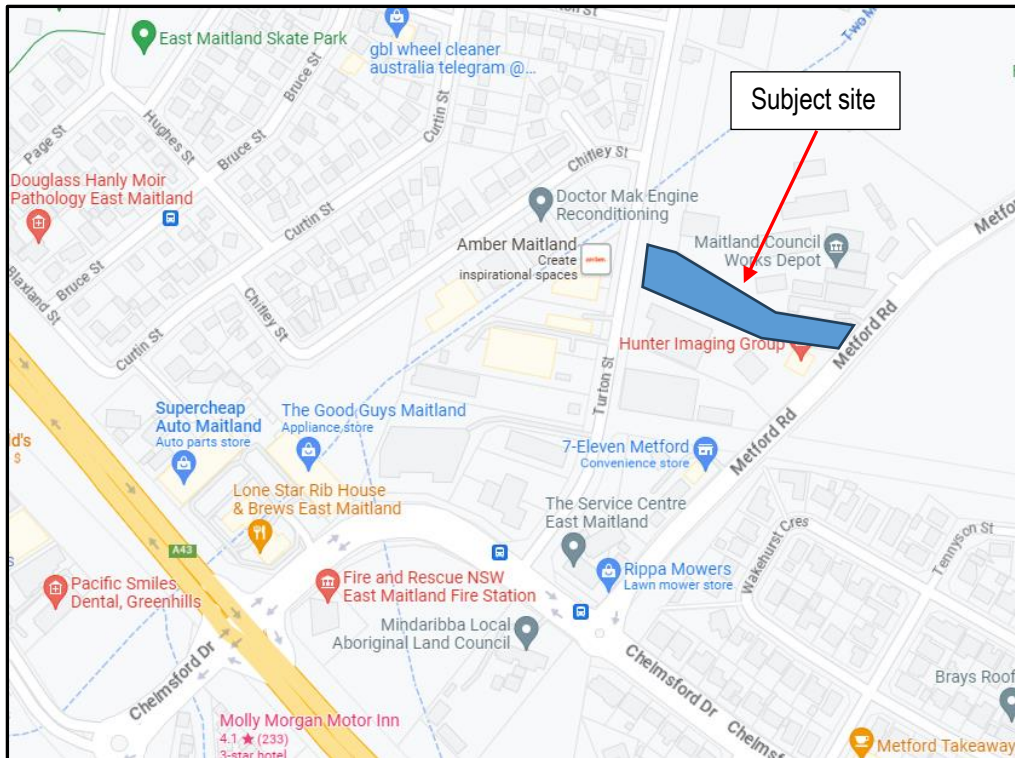 East Maitland Skate Park
gbl wheel cleaner
australia telegram @...
Turton St
Two M
Bruce St
Hughes St
Page St
Bruce St
Curtin St
Subject site
Chifley St
Douglass Hanly Moir
Pathology East Maitland
Doctor Mak Engine
Reconditioning
Metford
Curtin St
Amber Maitland
Create
inspirational spaces
Maitland Council
Works Depot
Blaxland St
Bruce St
Chifley St
Curtin St
Hunter Imaging Group
Metford Rd
Turton St
Supercheap
Auto Maitland
Auto parts store
The Good Guys Maitland
Appliance store
d's
7-Eleven Metford
Convenience store
Metford Rd
Lone Star Rib House
& Brews East Maitland
The Service Centre
East Maitland
Wakehurst Cres
Tennyson St
A43
Pacific Smiles
Dental, Greenhills
Fire and Rescue NSW
East Maitland Fire Station
Rippa Mowers
Lawn mower store
Mindaribba Local
Aboriginal Land Council
Chelmsford Dr
Chelmsford Dr
Chelmsf
Brays Roof
Molly Morgan Motor Inn
4.1 ★ (233)
3-star hotel
Metford Takeaway